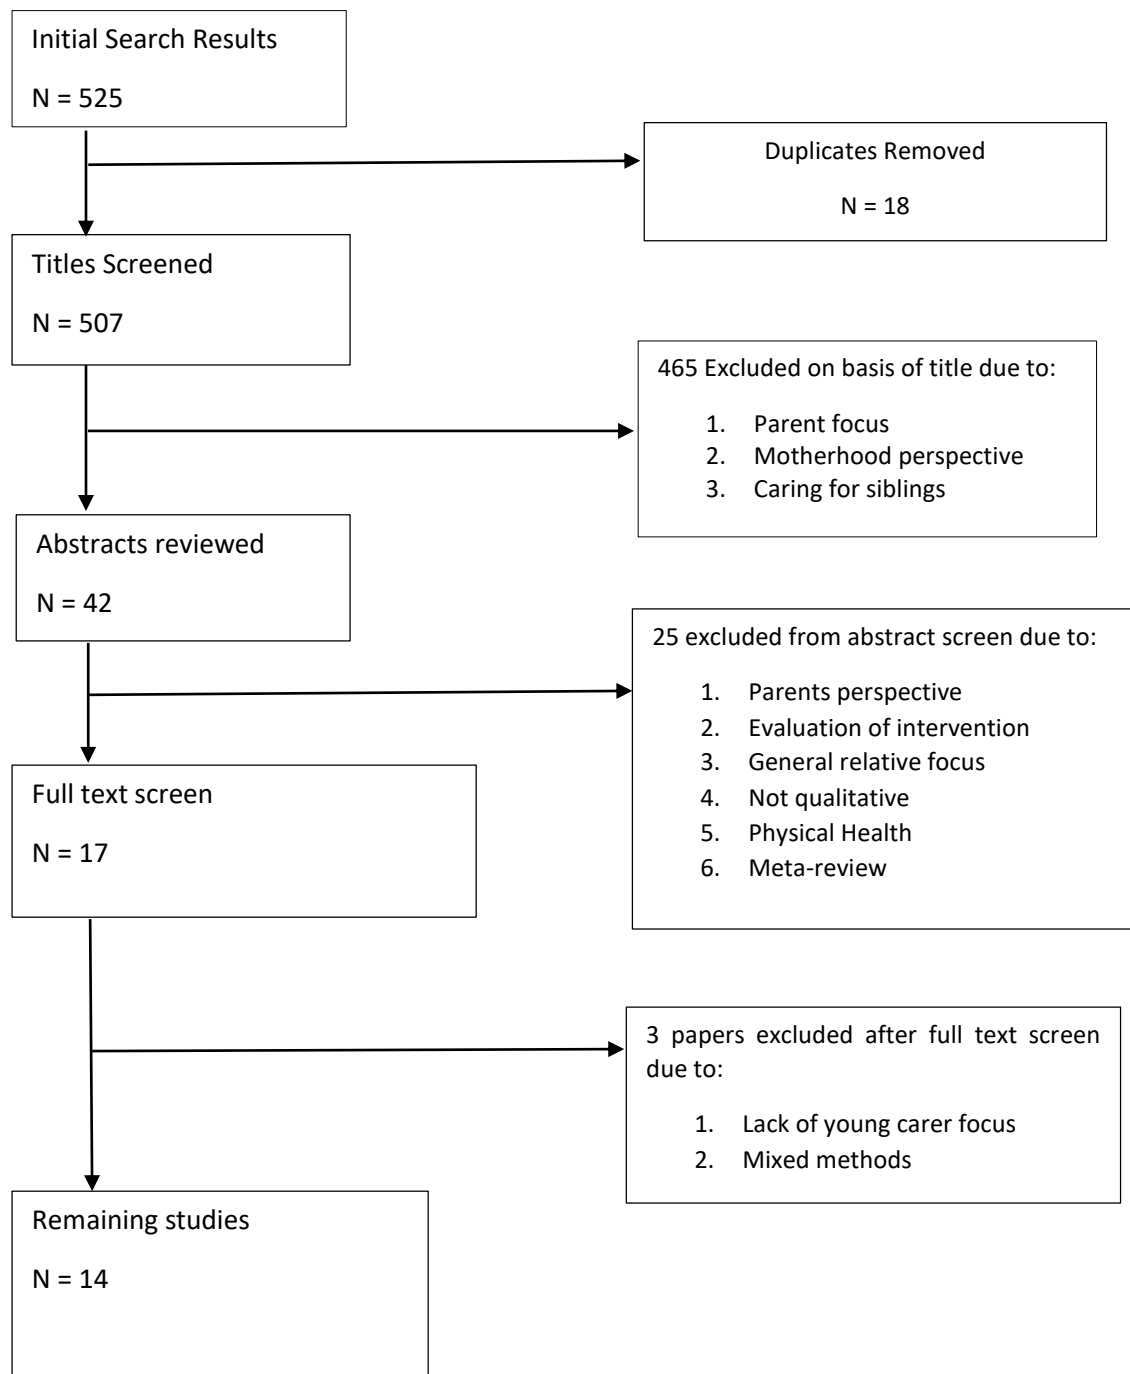 Initial Search Results
N = 525
Duplicates Removed
N = 18
Titles Screened
N = 507
465 Excluded on basis of title due to:
1. Parent focus
2. Motherhood perspective
3. Caring for siblings
Abstracts reviewed
N = 42
25 excluded from abstract screen due to:
1. Parents perspective
2. Evaluation of intervention
3. General relative focus
4. Not qualitative
5. Physical Health
6. Meta-review
Full text screen
N = 17
3 papers excluded after full text screen
due to:
1. Lack of young carer focus
2. Mixed methods
Remaining studies
N = 14